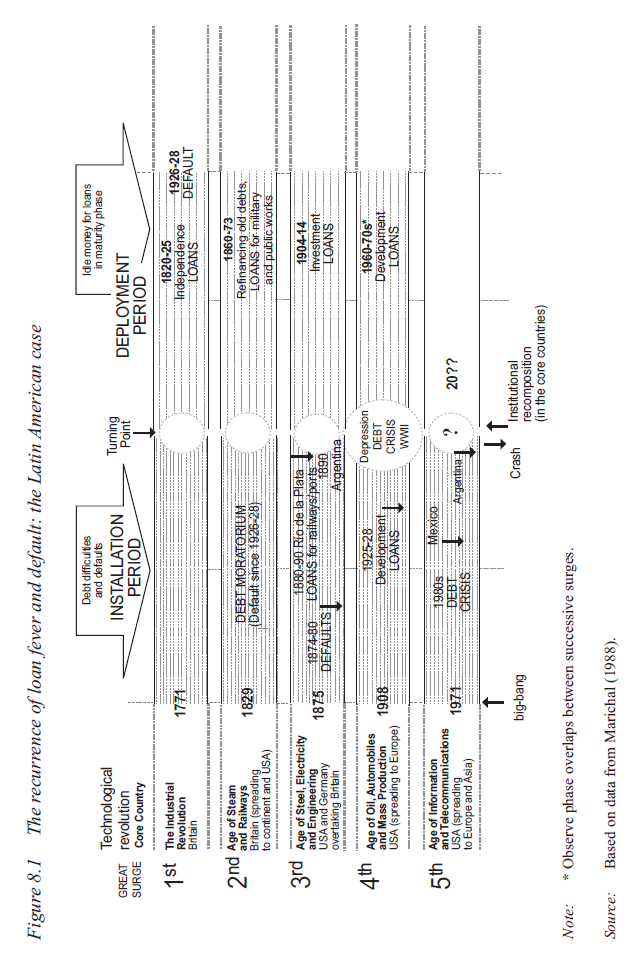 Figure 8.1 The recurrence of loan fever and default: the Latin American case
GREAT
SURGE
Technological
revolution
Core Country
Debt difficulties
and defaults
INSTALLATION
PERIOD
Turning
Point
Idle money for loans
in maturity phase
DEPLOYMENT
PERIOD
1st
The Industrial
Revolution
Britain
1771
1820-25
Independence
LOANS
1926-28
DEFAULT
2nd
Age of Steam
and Railways
Britain (spreading
to continent and USA)
1829
DEBT MORATORIUM
(Default since 1926-28)
1860-73
Refinancing old debts,
LOANS for military
and public works
3rd
Age of Steel, Electricity
and Engineering
USA and Germany
overtaking Britain
1875
1874-80
DEFAULTS
1880-90 Río de la Plata
LOANS for railways/ports
1890
Argentina
1904-14
Investment
LOANS
4th
Age of Oil, Automobiles
and Mass Production
USA (spreading to Europe)
1908
1925-28
Development
LOANS
Depression
DEBT
CRISIS
WWII
1960-70s*
Development
LOANS
5th
Age of Information
and Telecommunications
USA (spreading
to Europe and Asia)
1971
1980s
DEBT
CRISIS
Mexico
Argentina
?
20??
big-bang
Crash
Institutional
recomposition
(in the core countries)
Note: * Observe phase overlaps between successive surges.
Source: Based on data from Marichal (1988).